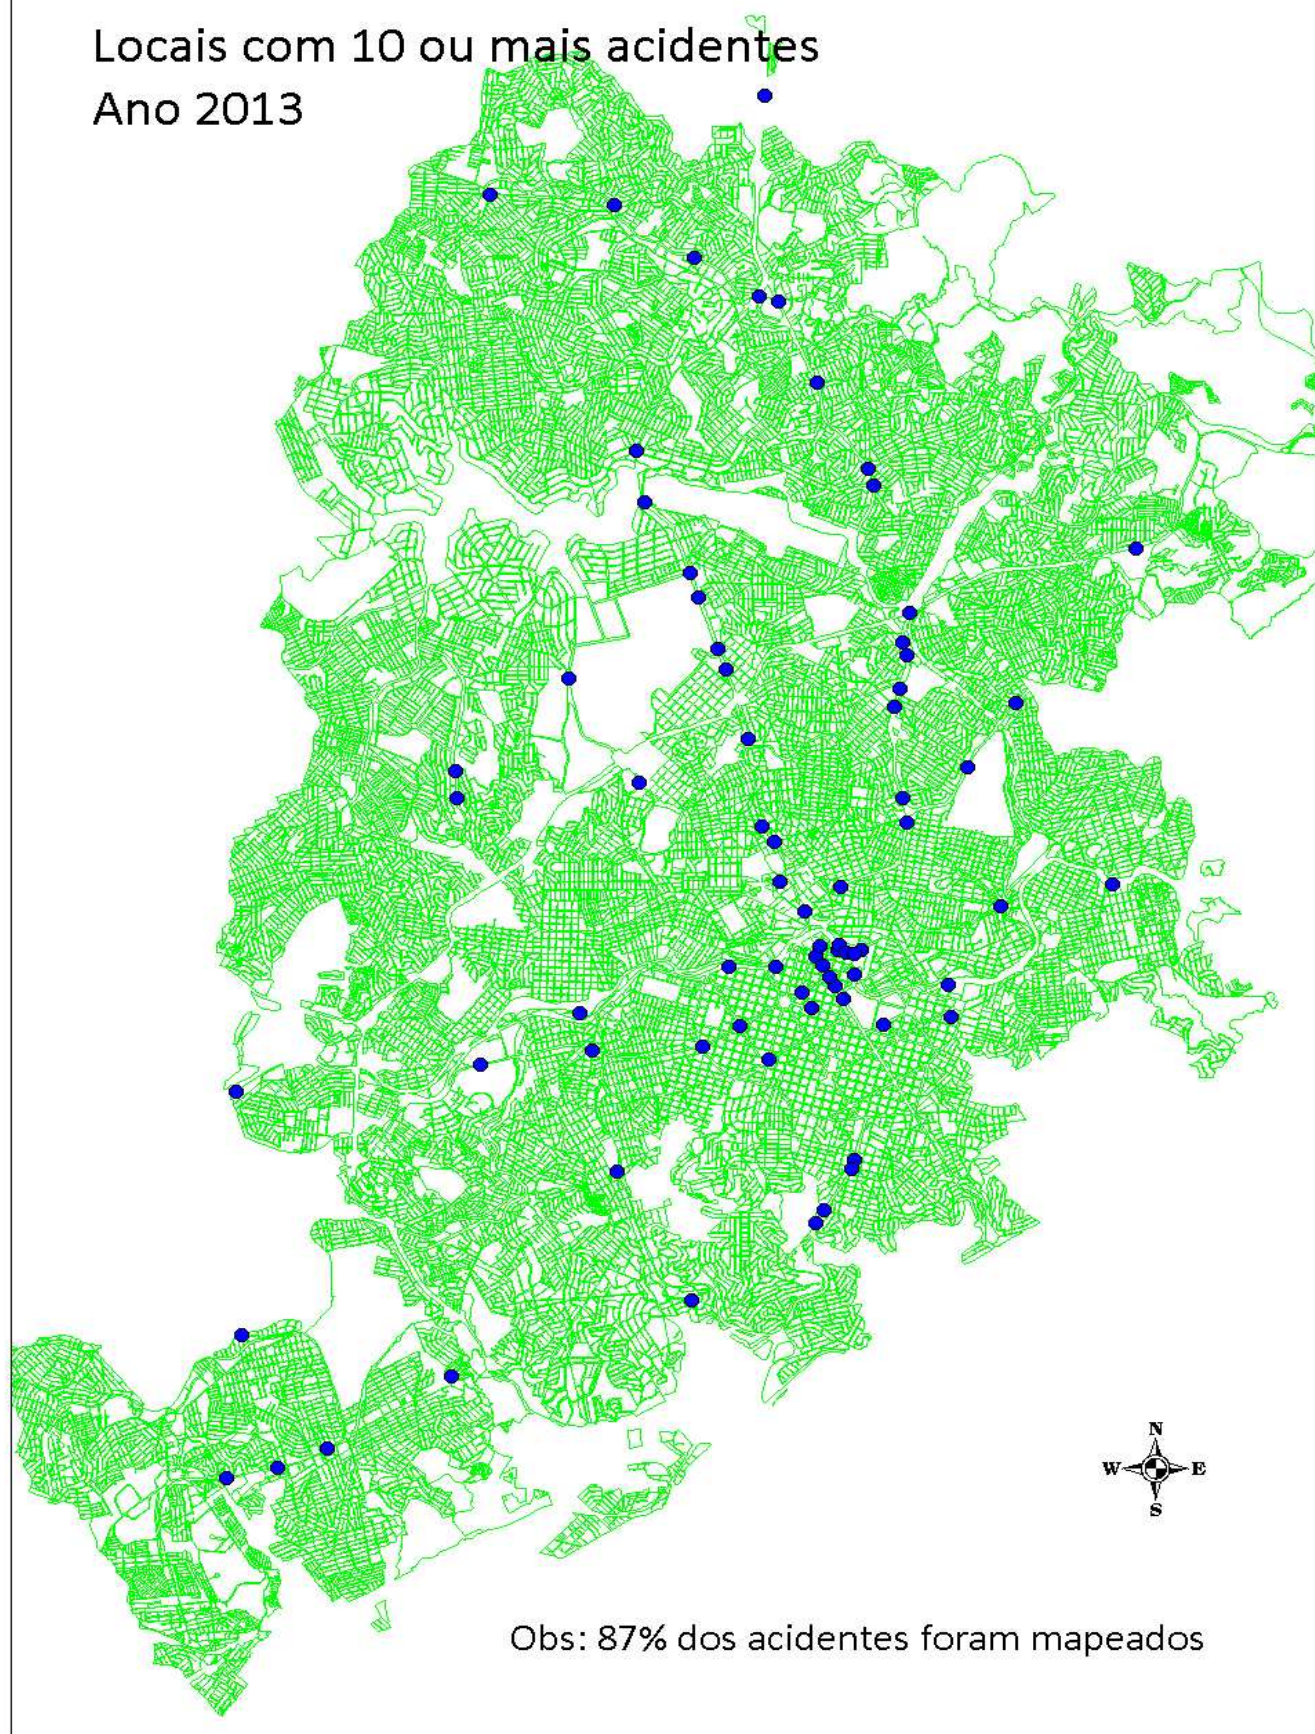 Locais com 10 ou mais acidentes
Ano 2013
N
W E
S
Obs: 87% dos acidentes foram mapeados